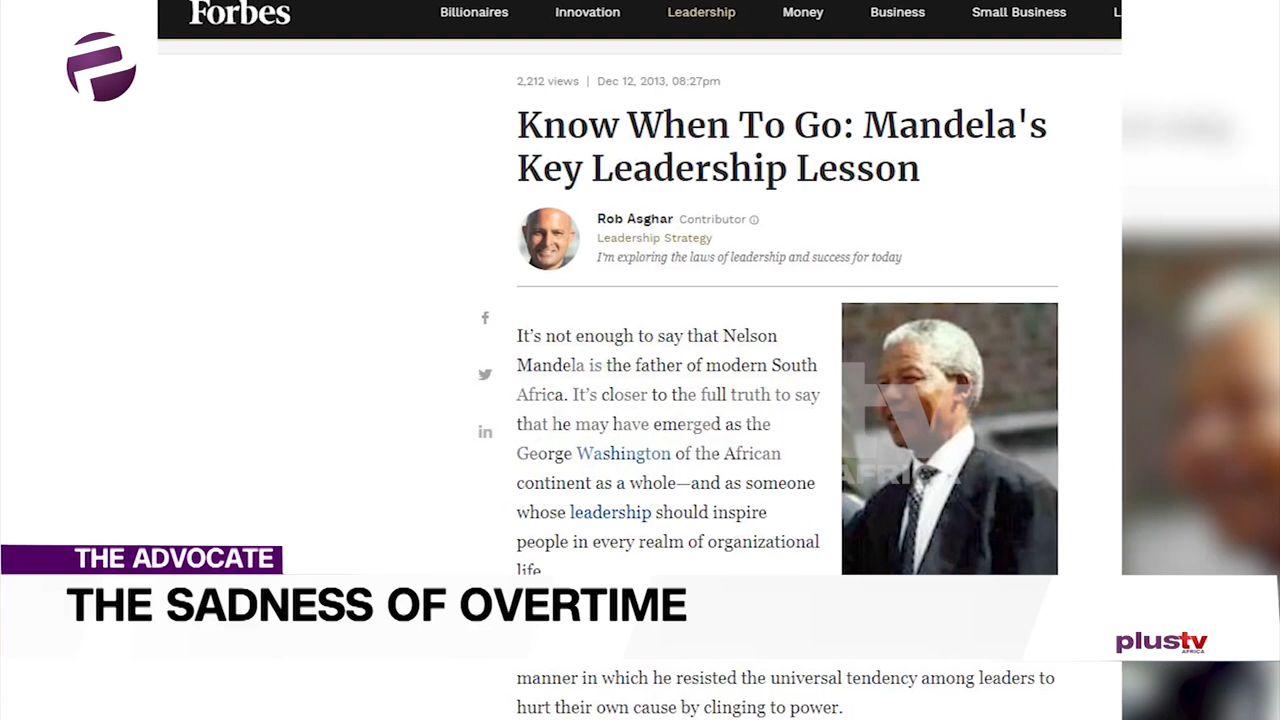 Forbes
Billionaires Innovation Leadership Money Business Small Business L
2,212 views | Dec 12, 2013, 08:27pm
Know When To Go: Mandela's
Key Leadership Lesson
Rob Asghar Contributor
Leadership Strategy
I'm exploring the laws of leadership and success for today
It's not enough to say that Nelson
Mandela is the father of modern South
Africa. It's closer to the full truth to say
that he may have emerged as the
George Washington of the African
continent as a whole—and as someone
whose leadership should inspire
people in every realm of organizational
life.
tv
AFRICA
THE ADVOCATE
THE SADNESS OF OVERTIME
plustv
AFRICA
manner in which he resisted the universal tendency among leaders to
hurt their own cause by clinging to power.